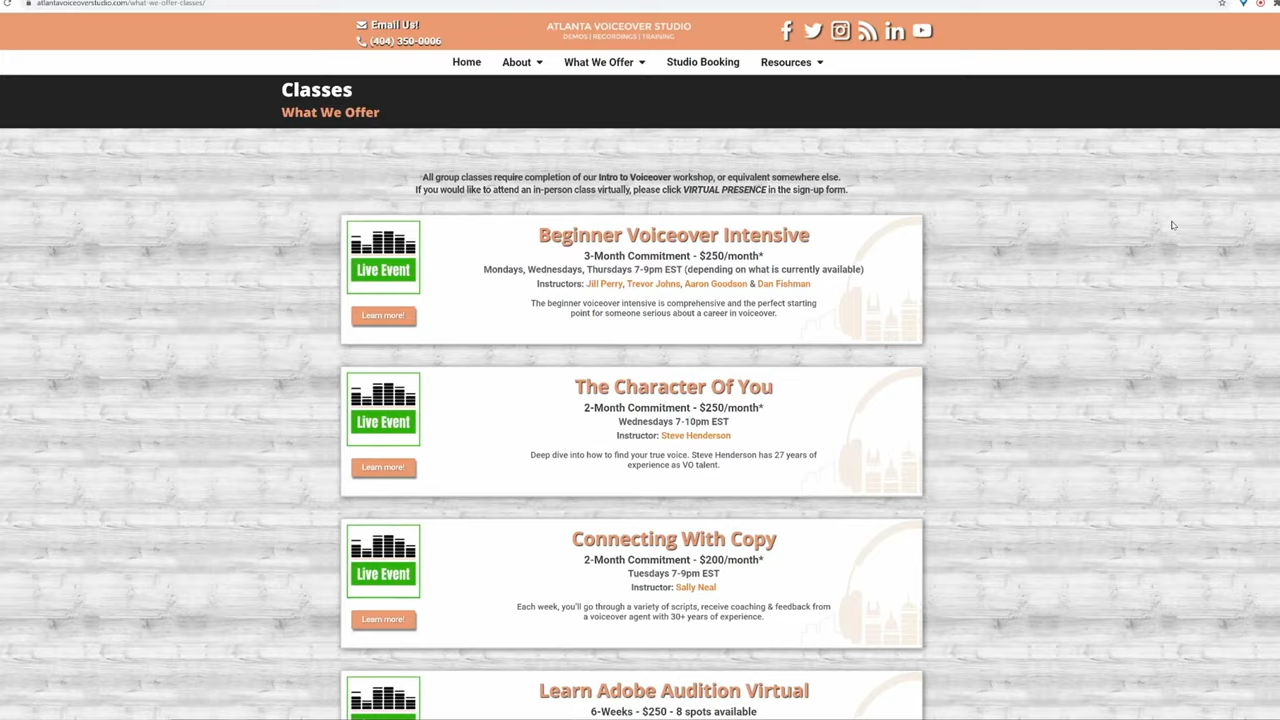 atlantavoiceoverstudio.com/what-we-offer-classes/
Email Us!
(404) 350-0006
ATLANTA VOICEOVER STUDIO
DEMOS | RECORDINGS | TRAINING
Home About What We Offer Studio Booking Resources
Classes
What We Offer
All group classes require completion of our Intro to Voiceover workshop, or equivalent somewhere else.
If you would like to attend an in-person class virtually, please click VIRTUAL PRESENCE in the sign-up form.
Live Event
Learn more!
Beginner Voiceover Intensive
3-Month Commitment - $250/month*
Mondays, Wednesdays, Thursdays 7-9pm EST (depending on what is currently available)
Instructors: Jill Perry, Trevor Johns, Aaron Goodson & Dan Fishman
The beginner voiceover intensive is comprehensive and the perfect starting
point for someone serious about a career in voiceover.
Live Event
Learn more!
The Character Of You
2-Month Commitment - $250/month*
Wednesdays 7-10pm EST
Instructor: Steve Henderson
Deep dive into how to find your true voice. Steve Henderson has 27 years of
experience as VO talent.
Live Event
Learn more!
Connecting With Copy
2-Month Commitment - $200/month*
Tuesdays 7-9pm EST
Instructor: Sally Neal
Each week, you'll go through a variety of scripts, receive coaching & feedback from
a voiceover agent with 30+ years of experience.
Learn Adobe Audition Virtual
6-Weeks - $250 - 8 spots available